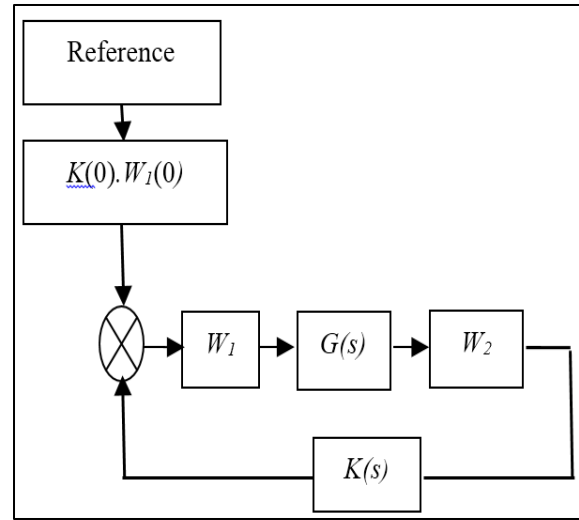 Reference
K(0).W₁(0)
W₁
G(s)
W₂
K(s)